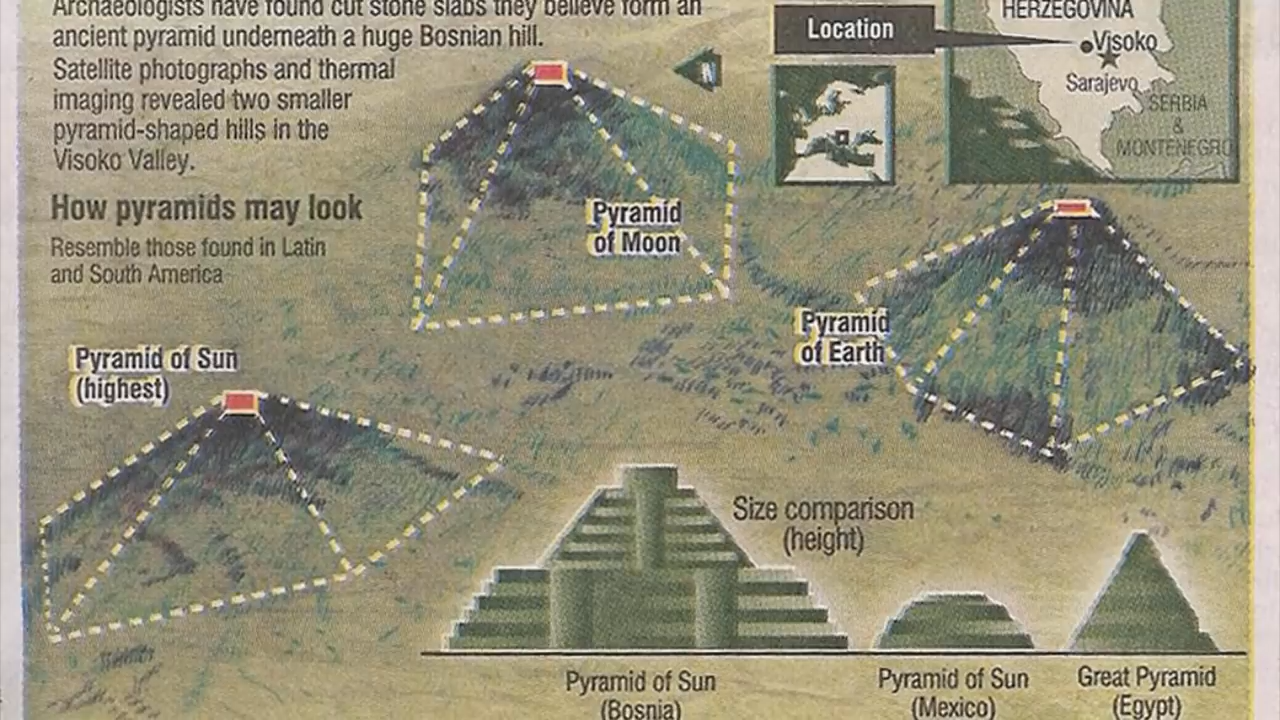 Archaeologists have found cut stone slabs they believe form an
ancient pyramid underneath a huge Bosnian hill.
Satellite photographs and thermal
imaging revealed two smaller
pyramid-shaped hills in the
Visoko Valley.
How pyramids may look
Resemble those found in Latin
and South America
Location
HERZEGOVINA
Visoko
Sarajevo
SERBIA
&
MONTENEGRO
N
Pyramid
of Moon
Pyramid
of Earth
Pyramid of Sun
(highest)
Size comparison
(height)
Pyramid of Sun
(Bosnia)
Pyramid of Sun
(Mexico)
Great Pyramid
(Egypt)